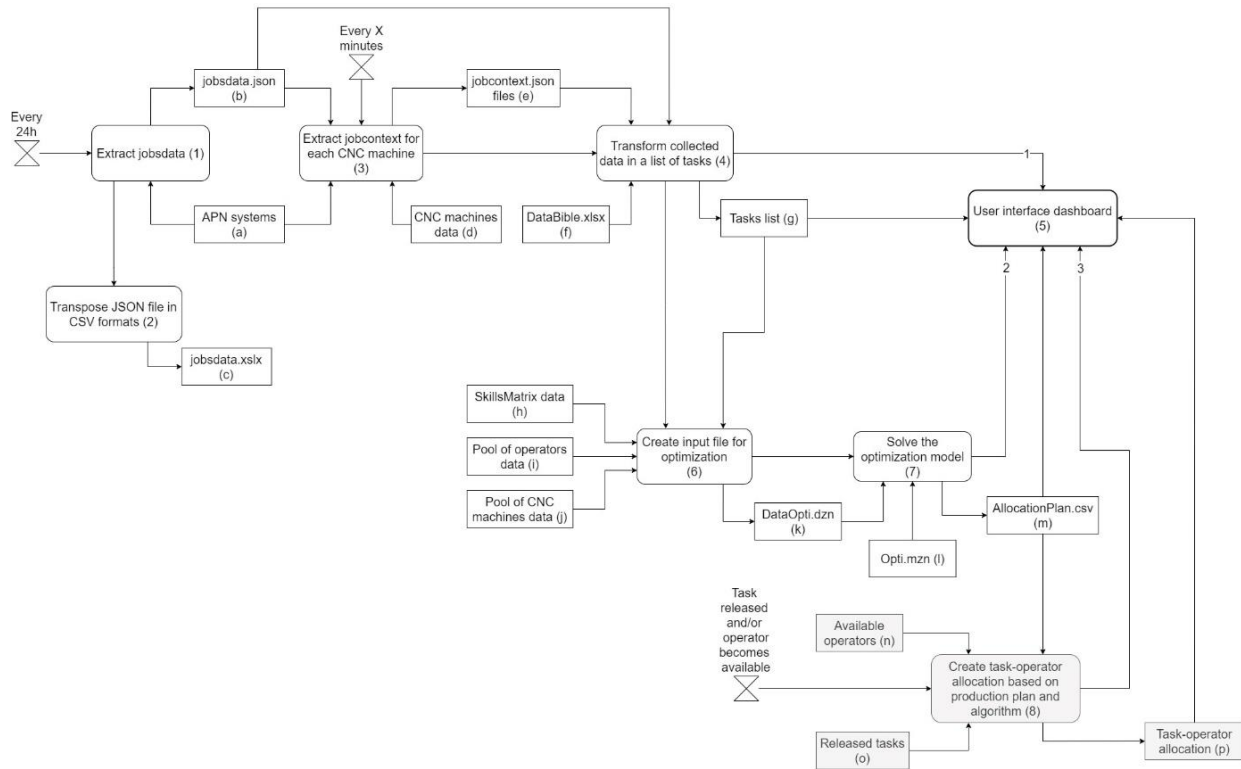 Every X
minutes
jobsdata.json
(b)
jobcontext.json
files (e)
Every
24h
Extract jobsdata (1)
Extract jobcontext for
each CNC machine
(3)
Transform collected
data in a list of tasks (4)
1
APN systems
(a)
CNC machines
data (d)
DataBible.xlsx
(f)
Tasks list (g)
User interface dashboard
(5)
2
3
Transpose JSON file in
CSV formats (2)
jobsdata.xslx
(c)
SkillsMatrix data
(h)
Pool of operators
data (i)
Pool of CNC
machines data (j)
Create input file for
optimization
(6)
Solve the
optimization model
(7)
DataOpti.dzn
(k)
AllocationPlan.csv
(m)
Opti.mzn (l)
Task
released
and/or
operator
becomes
available
Available
operators (n)
Create task-operator
allocation based on
production plan and
algorithm (8)
Released tasks
(o)
Task-operator
allocation (p)